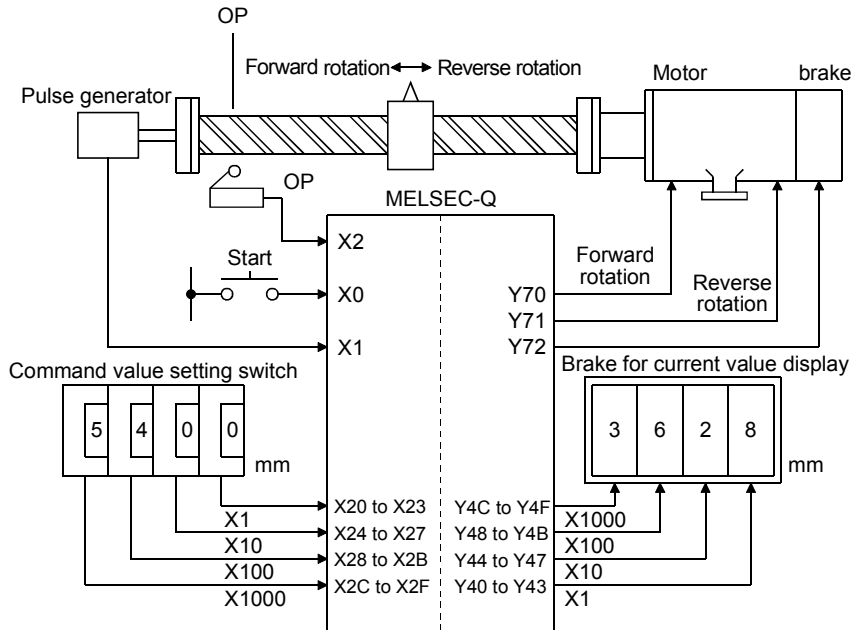 OP
Forward rotation
Reverse rotation
Motor
brake
Pulse generator
OP
MELSEC-Q
X2
Forward
rotation
Start
X0
Y70
Reverse
rotation
Y71
X1
Y72
Command value setting switch
Brake for current value display
5 4 0 0
mm
3 6 2 8
mm
X20 to X23
Y4C to Y4F
X1
X1000
X24 to X27
Y48 to Y4B
X10
X100
X28 to X2B
Y44 to Y47
X100
X10
X2C to X2F
Y40 to Y43
X1000
X1